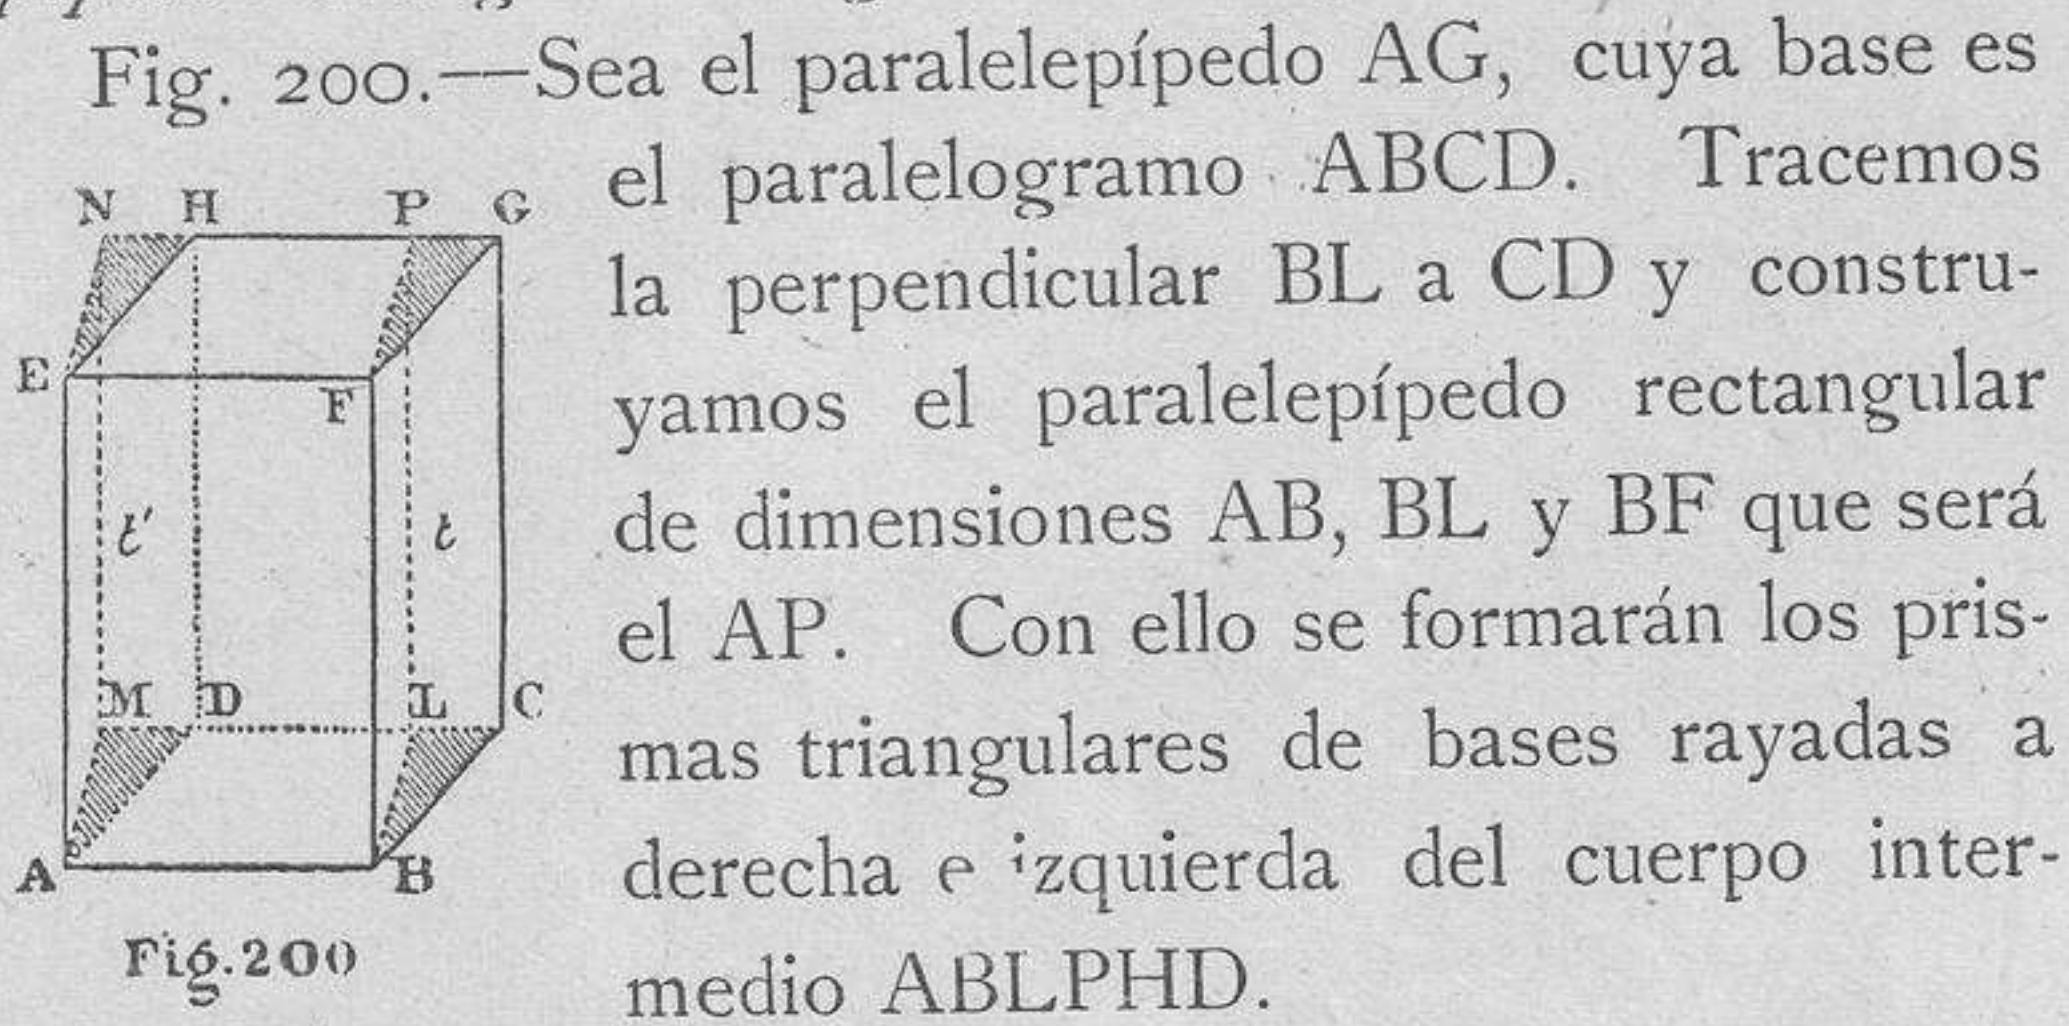 Fig. 200.—Sea el paralelepípedo AG, cuya base es
el paralelogramo ABCD. Tracemos
la perpendicular BL a CD y constru-
yamos el paralelepípedo rectangular
de dimensiones AB, BL y BF que será
el AP. Con ello se formarán los pris-
mas triangulares de bases rayadas a
derecha e izquierda del cuerpo inter-
medio ABLPHD.
N H P G
E
F
t' t
M D L C
A B
Fig.200